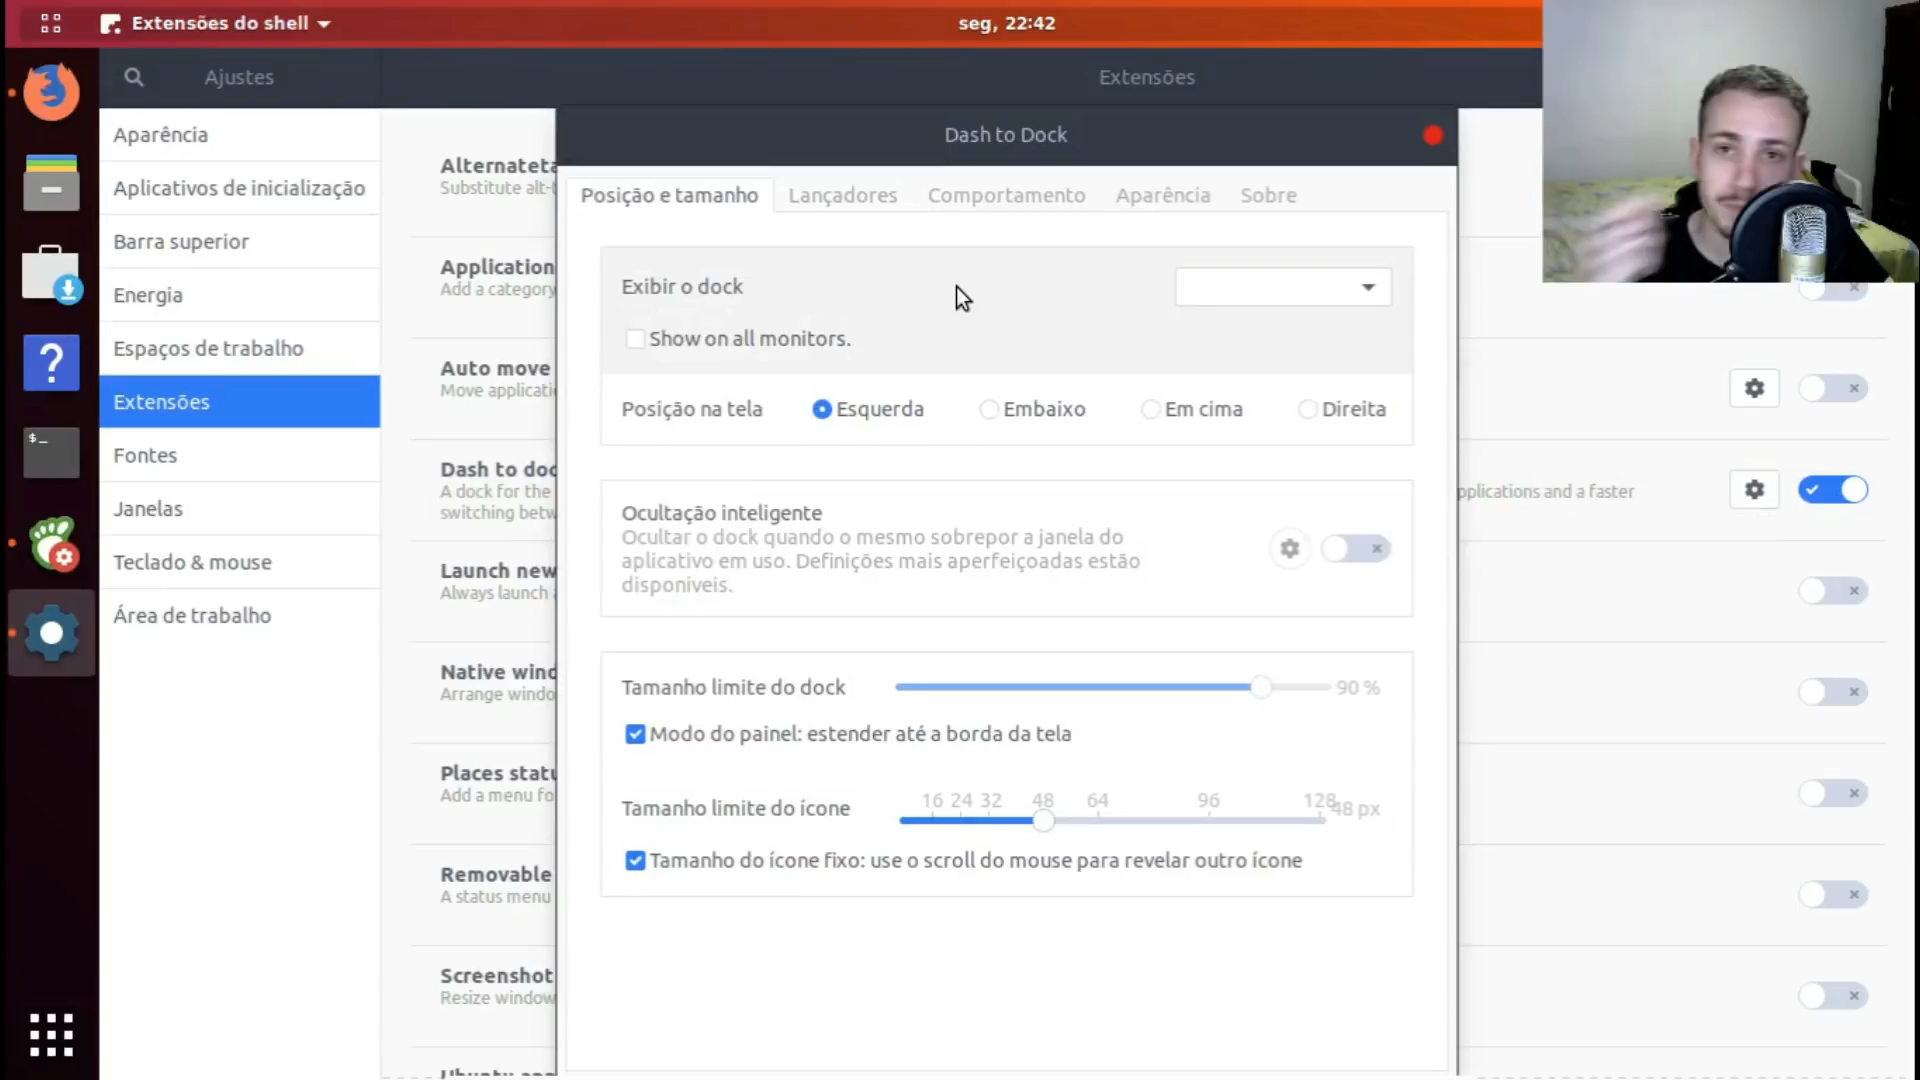 Extensões do shell
seg, 22:42
Ajustes
Extensões
Aparência
Aplicativos de inicialização
Barra superior
Energia
Espaços de trabalho
Extensões
Fontes
Janelas
Teclado & mouse
Área de trabalho
Alternateta
Substitute alt-t
Application
Add a category
Auto move
Move applicatio
Dash to doc
A dock for the
switching betw
pplications and a faster
Launch new
Always launch a
Native wind
Arrange windo
Places statu
Add a menu fo
Removable
A status menu
Screenshot
Resize window
Dash to Dock
Posição e tamanho
Lançadores
Comportamento
Aparência
Sobre
Exibir o dock
Show on all monitors.
Posição na tela
Esquerda
Embaixo
Em cima
Direita
Ocultação inteligente
Ocultar o dock quando o mesmo sobrepor a janela do
aplicativo em uso. Definições mais aperfeiçoadas estão
disponíveis.
Tamanho limite do dock
90 %
Modo do painel: estender até a borda da tela
Tamanho limite do ícone
16 24 32 48 64 96 128
48 px
Tamanho do ícone fixo: use o scroll do mouse para revelar outro ícone